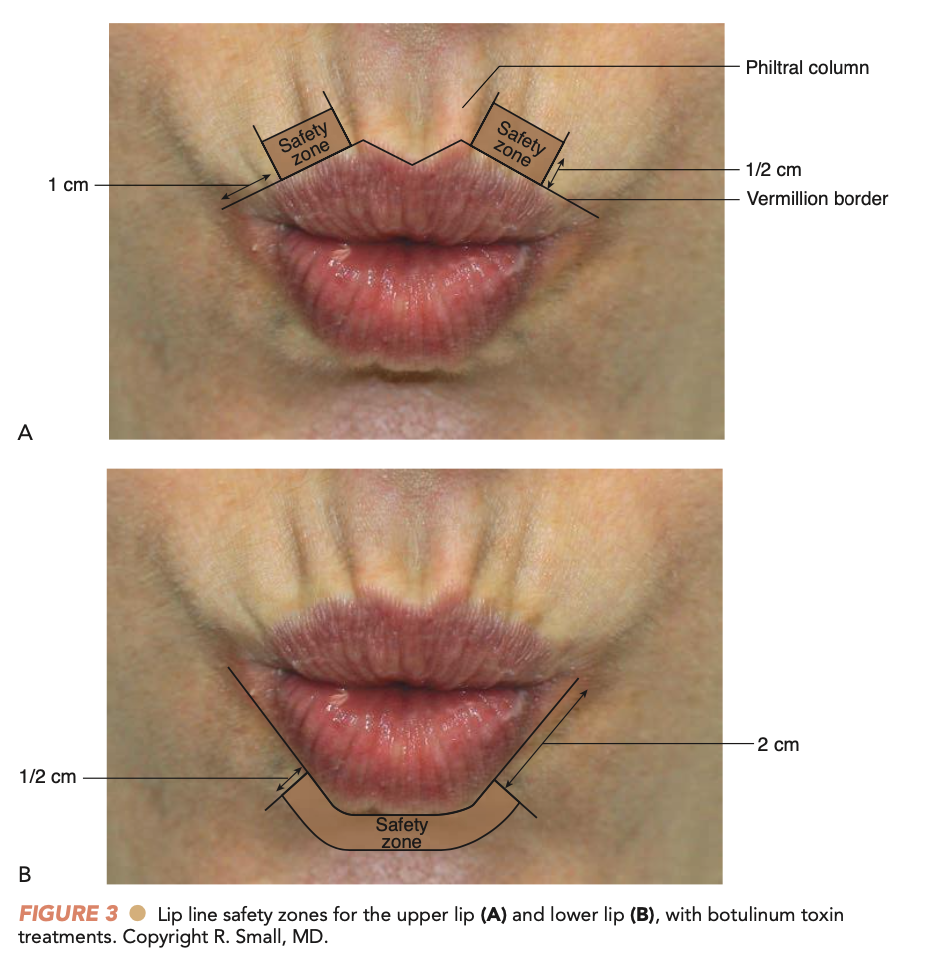 Philtral column
Safety
zone
Safety
zone
1/2 cm
1 cm
Vermillion border
A
2 cm
1/2 cm
Safety
zone
B
FIGURE 3 ● Lip line safety zones for the upper lip (A) and lower lip (B), with botulinum toxin
treatments. Copyright R. Small, MD.